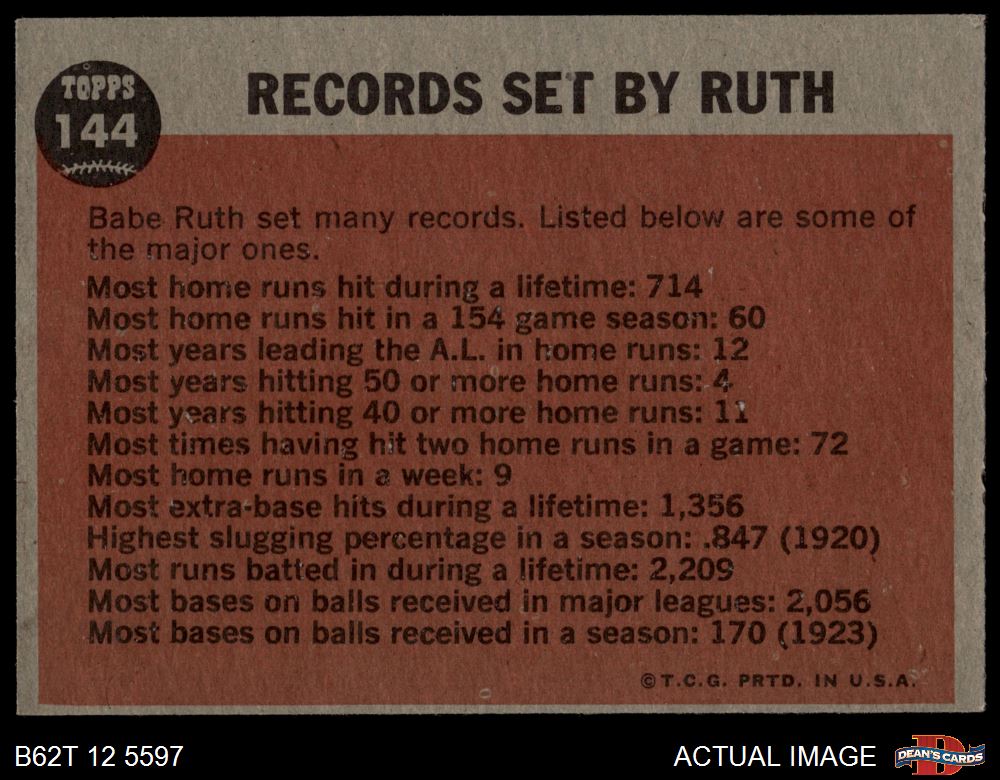 TOPPS
144
RECORDS SET BY RUTH
Babe Ruth set many records. Listed below are some of
the major ones.
Most home runs hit during a lifetime: 714
Most home runs hit in a 154 game season: 60
Most years leading the A.L. in home runs: 12
Most years hitting 50 or more home runs: 4
Most years hitting 40 or more home runs: 11
Most times having hit two home runs in a game: 72
Most home runs in a week: 9
Most extra-base hits during a lifetime: 1,356
Highest slugging percentage in a season: .847 (1920)
Most runs batted in during a lifetime: 2,209
Most bases on balls received in major leagues: 2,056
Most bases on balls received in a season: 170 (1923)
©T.C.G. PRTD. IN U.S.A.
B62T 12 5597
ACTUAL IMAGE
DEAN'S CARDS